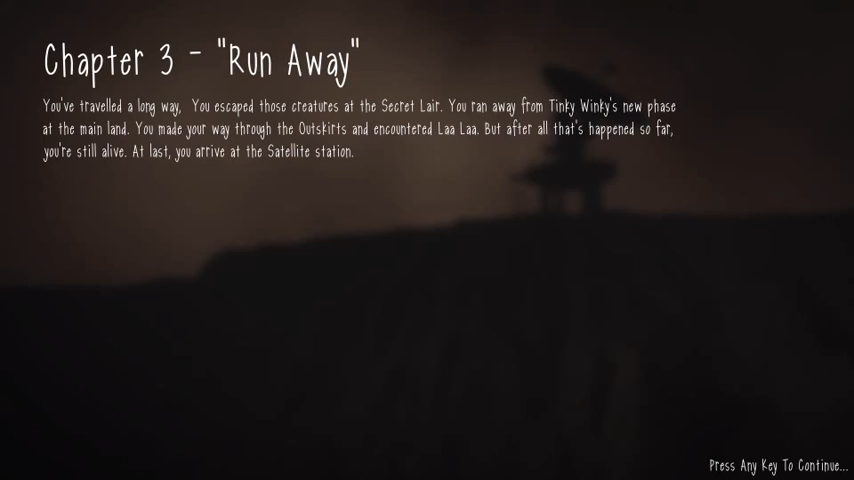 Chapter 3 - "Run Away"
You've travelled a long way,  You escaped those creatures at the Secret Lair. You ran away from Tinky Winky's new phase
at the main land. You made your way through the Outskirts and encountered Laa Laa. But after all that's happened so far,
you're still alive. At last, you arrive at the Satellite station.
Press Any Key To Continue...